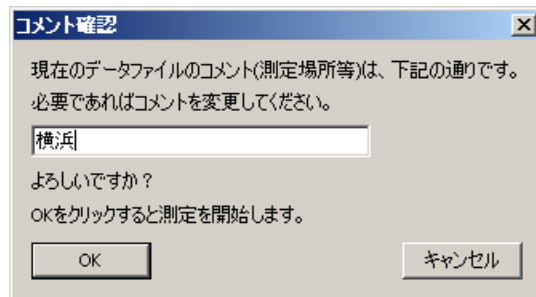 コメント確認
現在のデータファイルのコメント(測定場所等)は、下記の通りです。
必要であればコメントを変更してください。
横浜
よろしいですか？
OKをクリックすると測定を開始します。
OK キャンセル